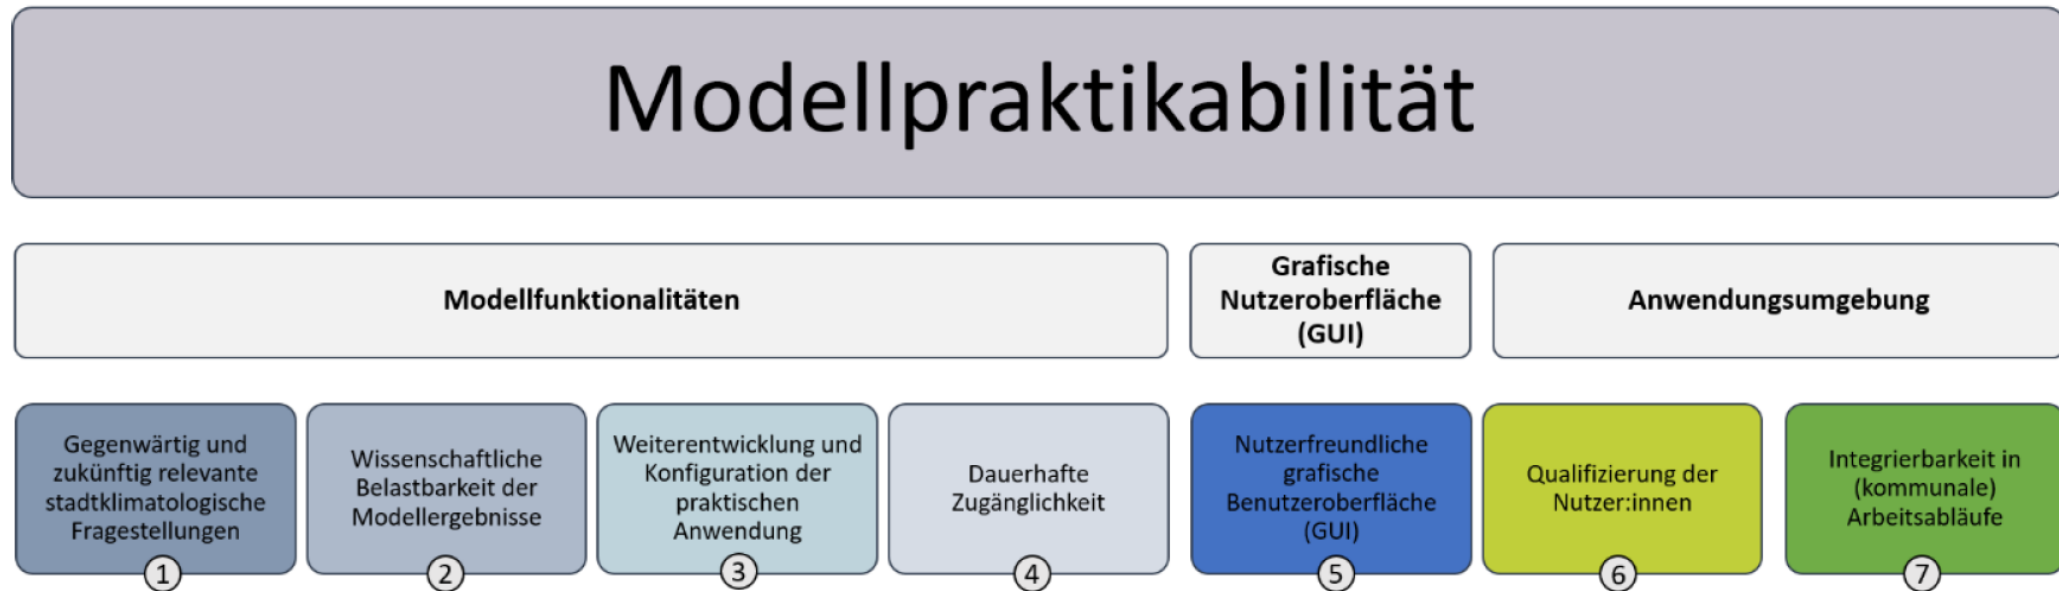 Modellpraktikabilität
Modellfunktionalitäten
Grafische
Nutzeroberfläche
(GUI)
Anwendungsumgebung
Gegenwärtig und
zukünftig relevante
stadtklimatologische
Fragestellungen
1
Wissenschaftliche
Belastbarkeit der
Modellergebnisse
2
Weiterentwicklung und
Konfiguration der
praktischen
Anwendung
3
Dauerhafte
Zugänglichkeit
4
Nutzerfreundliche
grafische
Benutzeroberfläche
(GUI)
5
Qualifizierung der
Nutzer:innen
6
Integrierbarkeit in
(kommunale)
Arbeitsabläufe
7